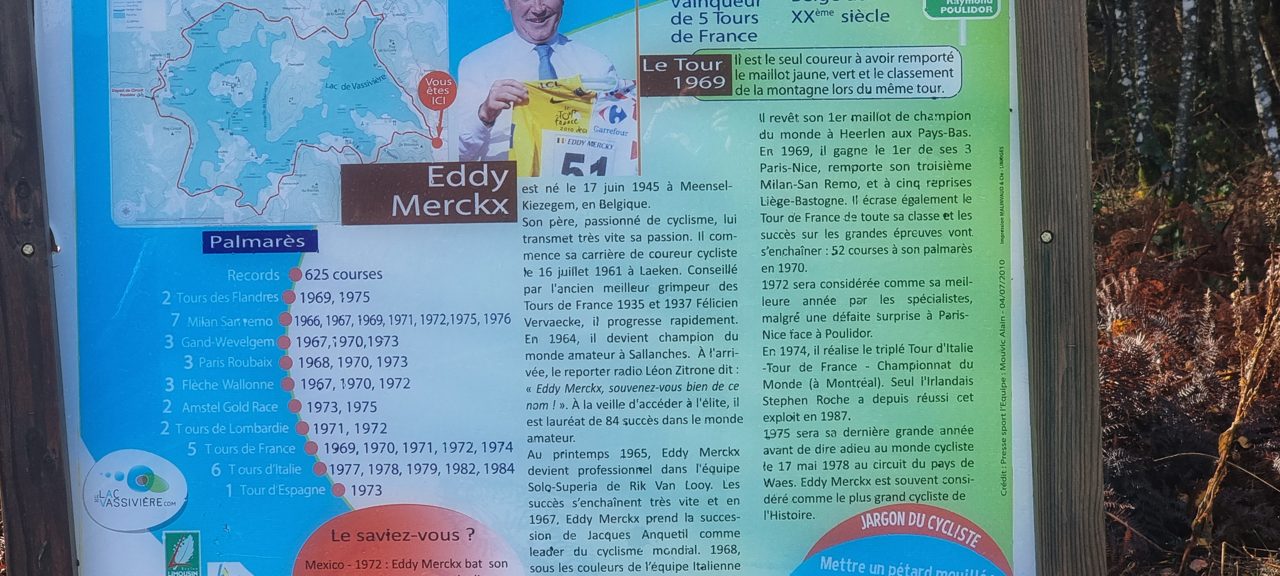 Lac de Vassivière
Vous
êtes
ICI
Eddy
Merckx
Vainqueur
de 5 Tours
de France
XXème siècle
Raymond
POULIDOR
Le Tour
1969
Il est le seul coureur à avoir remporté
le maillot jaune, vert et le classement
de la montagne lors du même tour.
LCL
le Tour
de france
2010
Carrefour
EDDY MERCKX
51
Palmarès
Records 625 courses
2 Tours des Flandres 1969, 1975
7 Milan San remo 1966, 1967, 1969, 1971, 1972,1975, 1976
3 Gand-Wevelgem 1967,1970,1973
3 Paris Roubaix 1968, 1970, 1973
3 Flèche Wallonne 1967, 1970, 1972
2 Amstel Gold Race 1973, 1975
2 Tours de Lombardie 1971, 1972
5 Tours de France 1969, 1970, 1971, 1972, 1974
6 Tours d'Italie 1977, 1978, 1979, 1982, 1984
1 Tour d'Espagne 1973
LE LAC
DE VASSIVIÈRE.COM
LIMOUSIN
Le saviez-vous ?
Mexico - 1972 : Eddy Merckx bat son
est né le 17 juin 1945 à Meensel-
Kiezegem, en Belgique.
Son père, passionné de cyclisme, lui
transmet très vite sa passion. Il com-
mence sa carrière de coureur cycliste
le 16 juillet 1961 à Laeken. Conseillé
par l'ancien meilleur grimpeur des
Tours de France 1935 et 1937 Félicien
Vervaecke, il progresse rapidement.
En 1964, il devient champion du
monde amateur à Sallanches. À l'arri-
vée, le reporter radio Léon Zitrone dit :
« Eddy Merckx, souvenez-vous bien de ce
nom ! ». À la veille d'accéder à l'élite, il
est lauréat de 84 succès dans le monde
amateur.
Au printemps 1965, Eddy Merckx
devient professionnel dans l'équipe
Solo-Superia de Rik Van Looy. Les
succès s'enchaînent très vite et en
1967, Eddy Merckx prend la succes-
sion de Jacques Anquetil comme
leader du cyclisme mondial. 1968,
sous les couleurs de l'équipe Italienne
Il revêt son 1er maillot de champion
du monde à Heerlen aux Pays-Bas.
En 1969, il gagne le 1er de ses 3
Paris-Nice, remporte son troisième
Milan-San Remo, et à cinq reprises
Liège-Bastogne. Il écrase également le
Tour de France de toute sa classe et les
succès sur les grandes épreuves vont
s'enchaîner : 52 courses à son palmarès
en 1970.
1972 sera considérée comme sa meil-
leure année par les spécialistes,
malgré une défaite surprise à Paris-
Nice face à Poulidor.
En 1974, il réalise le triplé Tour d'Italie
-Tour de France - Championnat du
Monde (à Montréal). Seul l'Irlandais
Stephen Roche a depuis réussi cet
exploit en 1987.
1975 sera sa dernière grande année
avant de dire adieu au monde cycliste
le 17 mai 1978 au circuit du pays de
Waes. Eddy Merckx est souvent consi-
déré comme le plus grand cycliste de
l'Histoire.
Crédit : Presse sport l'Equipe ; Mouvic Alain - 04/07/2010
JARGON DU CYCLISTE
Mettre un pétard mouillé